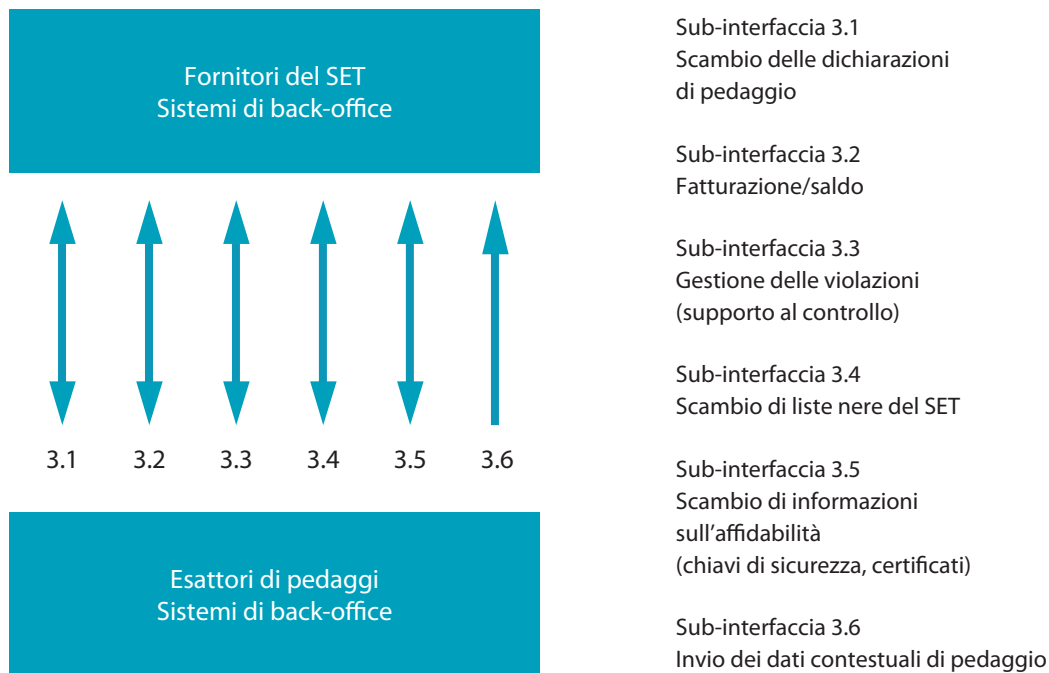 Fornitori del SET
Sistemi di back-office
3.1 3.2 3.3 3.4 3.5 3.6
Esattori di pedaggi
Sistemi di back-office
Sub-interfaccia 3.1
Scambio delle dichiarazioni
di pedaggio
Sub-interfaccia 3.2
Fatturazione/saldo
Sub-interfaccia 3.3
Gestione delle violazioni
(supporto al controllo)
Sub-interfaccia 3.4
Scambio di liste nere del SET
Sub-interfaccia 3.5
Scambio di informazioni
sull’affidabilità
(chiavi di sicurezza, certificati)
Sub-interfaccia 3.6
Invio dei dati contestuali di pedaggio